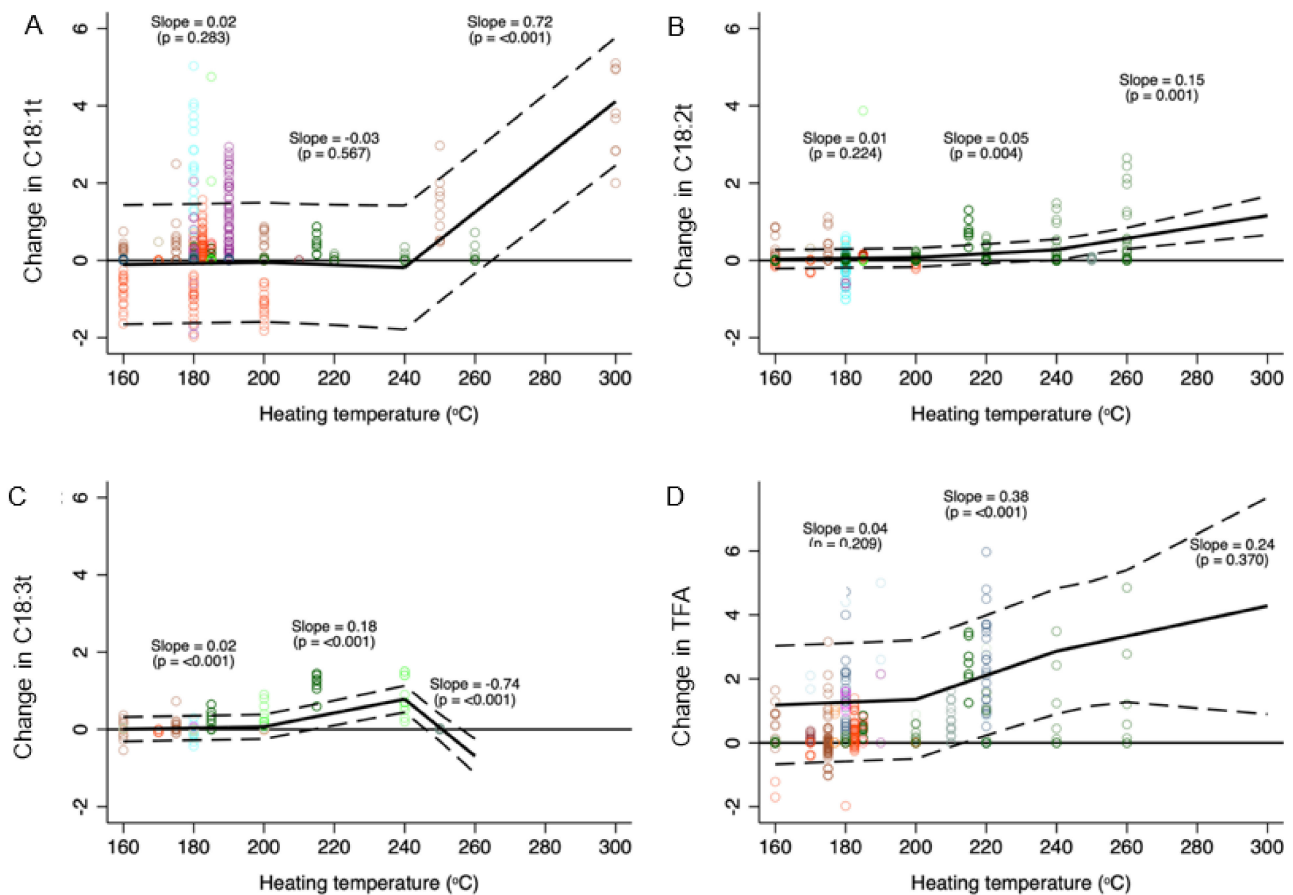 A
Slope = 0.02
(p = 0.283)
Slope = 0.72
(p = <0.001)
Slope = -0.03
(p = 0.567)
Change in C18:1t
6
4
2
0
-2
160 180 200 220 240 260 280 300
Heating temperature (°C)
B
Slope = 0.15
(p = 0.001)
Slope = 0.01
(p = 0.224)
Slope = 0.05
(p = 0.004)
Change in C18:2t
6
4
2
0
-2
160 180 200 220 240 260 280 300
Heating temperature (°C)
C
Slope = 0.02
(p = <0.001)
Slope = 0.18
(p = <0.001)
Slope = -0.74
(p = <0.001)
Change in C18:3t
6
4
2
0
-2
160 180 200 220 240 260 280 300
Heating temperature (°C)
D
Slope = 0.38
(p = <0.001)
Slope = 0.04
(p = 0.209)
Slope = 0.24
(p = 0.370)
Change in TFA
6
4
2
0
-2
160 180 200 220 240 260 280 300
Heating temperature (°C)